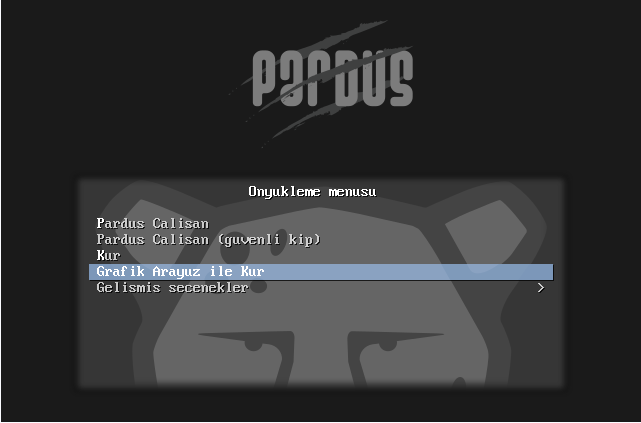 Pardus
Onyukleme menusu
Pardus Calisan
Pardus Calisan (guvenli kip)
Kur
Grafik Arayuz ile Kur
Gelismis secenekler >